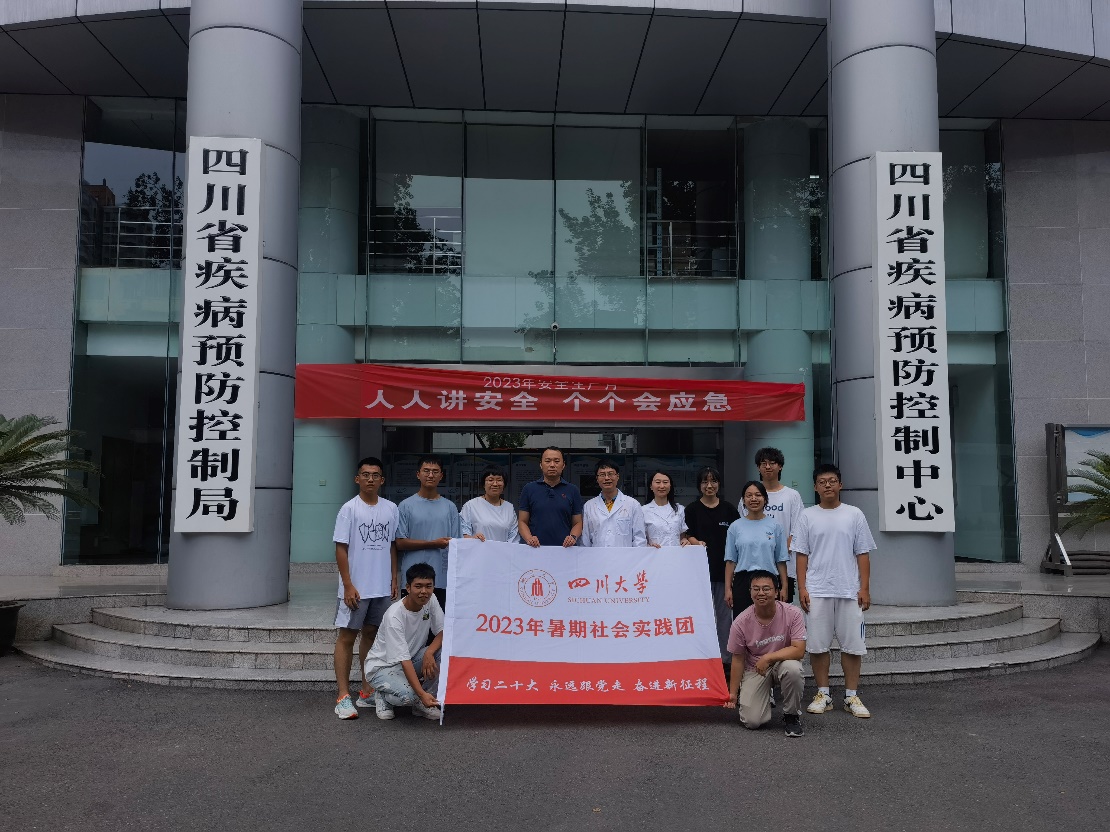 四川省疾病预防控制局
四川省疾病预防控制中心
2023年安全生产月
人人讲安全 个个会应急
四川大学
SICHUAN UNIVERSITY
2023年暑期社会实践团
学习二十大 永远跟党走 奋进新征程